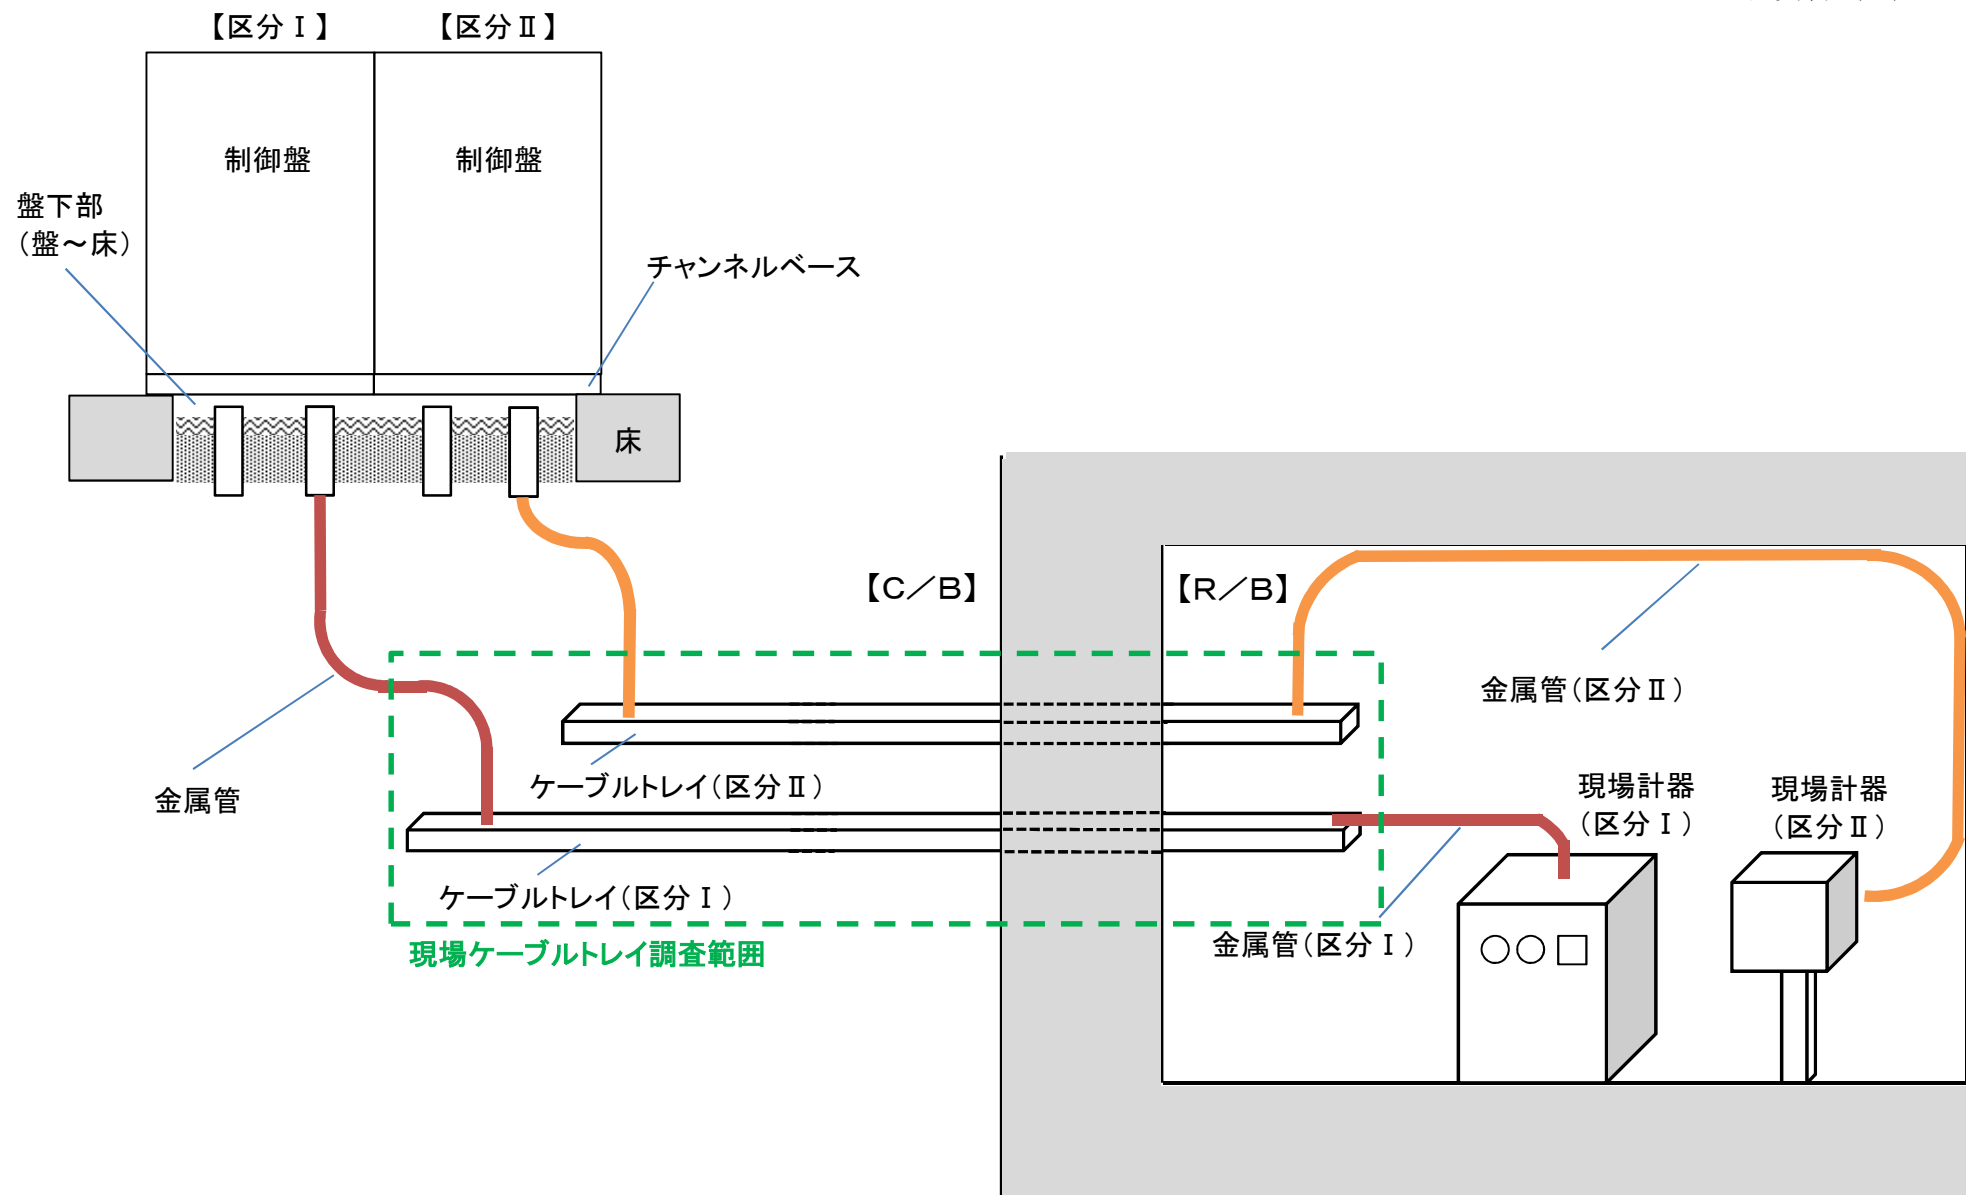 【区分Ⅰ】
【区分Ⅱ】
制御盤
制御盤
盤下部
（盤～床）
チャンネルベース
床
【C／B】
【R／B】
金属管（区分Ⅱ）
金属管
ケーブルトレイ（区分Ⅱ）
現場計器
（区分Ⅰ）
現場計器
（区分Ⅱ）
ケーブルトレイ（区分Ⅰ）
金属管（区分Ⅰ）
現場ケーブルトレイ調査範囲